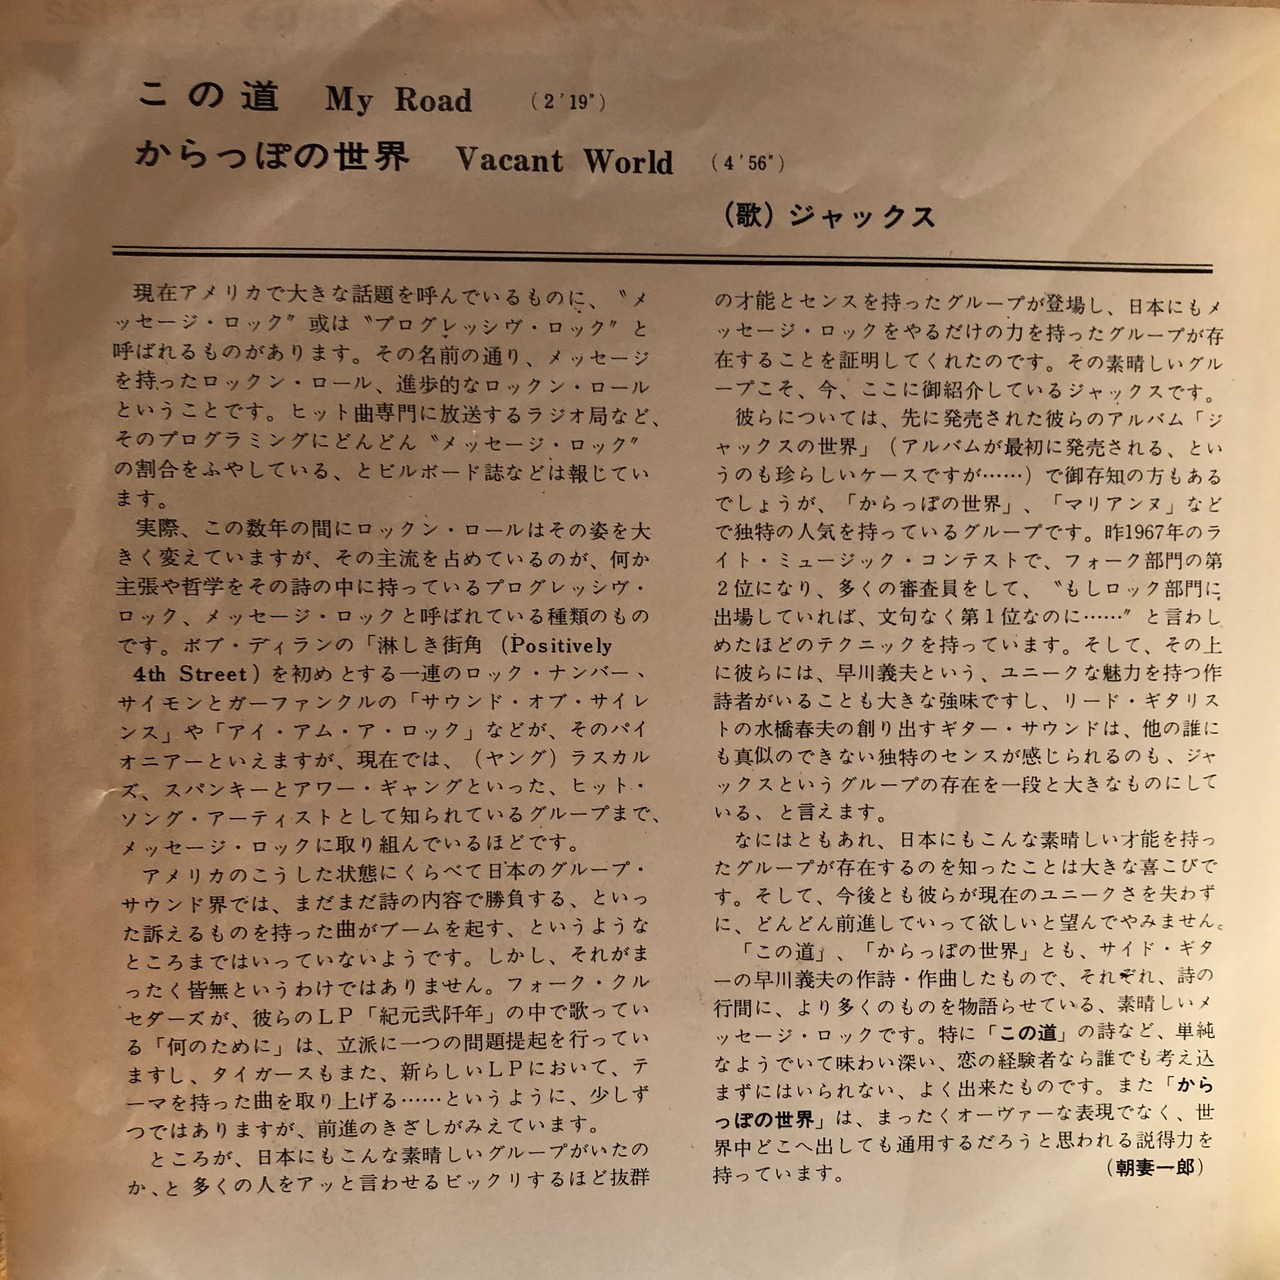 この道 My Road (2′19″)
からっぽの世界 Vacant World (4′56″)
(歌) ジャックス
現在アメリカで大きな話題を呼んでいるものに、〝メ
ッセージ・ロック〟或は〝プログレッシヴ・ロック〟と
呼ばれるものがあります。その名前の通り、メッセージ
を持ったロックン・ロール、進歩的なロックン・ロール
ということです。ヒット曲専門に放送するラジオ局など、
そのプログラミングにどんどん〝メッセージ・ロック〟
の割合をふやしている、とビルボード誌などは報じてい
ます。
実際、この数年の間にロックン・ロールはその姿を大
きく変えていますが、その主流を占めているのが、何か
主張や哲学をその詩の中に持っているプログレッシヴ・
ロック、メッセージ・ロックと呼ばれている種類のもの
です。ボブ・ディランの「淋しき街角 (Positively
4th Street) を初めとする一連のロック・ナンバー、
サイモンとガーファンクルの「サウンド・オブ・サイレ
ンス」や「アイ・アム・ア・ロック」などが、そのパイ
オニアーといえますが、現在では、(ヤング) ラスカル
ズ、スパンキーとアワー・ギャングといった、ヒット・
ソング・アーティストとして知られているグループまで、
メッセージ・ロックに取り組んでいるほどです。
アメリカのこうした状態にくらべて日本のグループ・
サウンド界では、まだまだ詩の内容で勝負する、といっ
た訴えるものを持った曲がブームを起す、というような
ところまではいっていないようです。しかし、それがま
ったく皆無というわけではありません。フォーク・クル
セダーズが、彼らのLP「紀元弐阡年」の中で歌ってい
る「何のために」は、立派に一つの問題提起を行ってい
ますし、タイガースもまた、新らしいLPにおいて、テ
ーマを持った曲を取り上げる……というように、少しず
つではありますが、前進のきざしがみえています。
ところが、日本にもこんな素晴しいグループがいたの
か、と 多くの人をアッと言わせるビックリするほど抜群
の才能とセンスを持ったグループが登場し、日本にもメ
ッセージ・ロックをやるだけの力を持ったグループが存
在することを証明してくれたのです。その素晴しいグル
ープこそ、今、ここに御紹介しているジャックスです。
彼らについては、先に発売された彼らのアルバム「ジ
ャックスの世界」(アルバムが最初に発売される、とい
うのも珍らしいケースですが……) で御存知の方もある
でしょうが、「からっぽの世界」、「マリアンヌ」など
で独特の人気を持っているグループです。昨1967年のラ
イト・ミュージック・コンテストで、フォーク部門の第
2位になり、多くの審査員をして、〝もしロック部門に
出場していれば、文句なく第1位なのに……〟と言わし
めたほどのテクニックを持っています。そして、その上
に彼らには、早川義夫という、ユニークな魅力を持つ作
詩者がいることも大きな強味ですし、リード・ギタリス
トの水橋春夫の創り出すギター・サウンドは、他の誰に
も真似のできない独特のセンスが感じられるのも、ジャ
ックスというグループの存在を一段と大きなものにして
いる、と言えます。
なにはともあれ、日本にもこんな素晴しい才能を持っ
たグループが存在するのを知ったことは大きな喜こびで
す。そして、今後とも彼らが現在のユニークさを失わず
に、どんどん前進していって欲しいと望んでやみません。
「この道」、「からっぽの世界」とも、サイド・ギタ
ーの早川義夫の作詩・作曲したもので、それぞれ、詩の
行間に、より多くのものを物語らせている、素晴しいメ
ッセージ・ロックです。特に「この道」の詩など、単純
なようでいて味わい深い、恋の経験者なら誰でも考え込
まずにはいられない、よく出来たものです。また「から
っぽの世界」は、まったくオーヴァーな表現でなく、世
界中どこへ出しても通用するだろうと思われる説得力を
持っています。 (朝妻一郎)